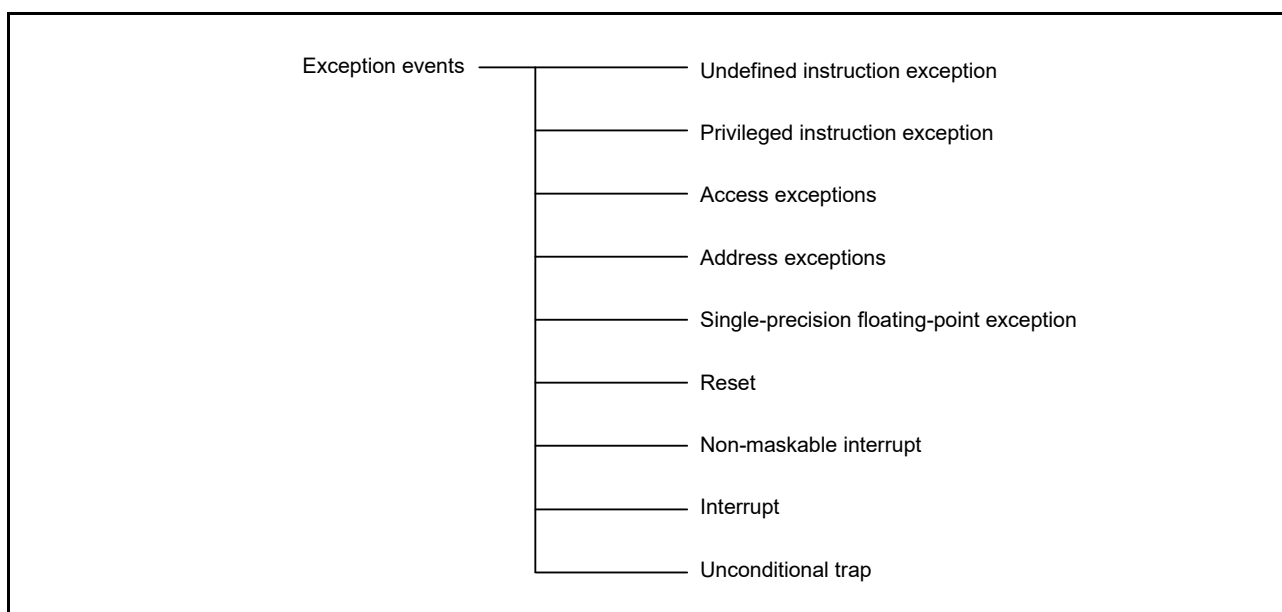 Exception events
Undefined instruction exception
Privileged instruction exception
Access exceptions
Address exceptions
Single-precision floating-point exception
Reset
Non-maskable interrupt
Interrupt
Unconditional trap